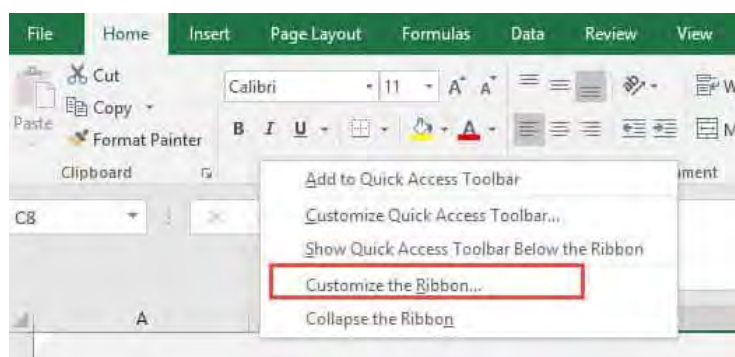 File Home Insert Page Layout Formulas Data Review View
Cut
Calibri 11 A A W
Copy
Paste
Format Painter B I U A M
Clipboard ment
Add to Quick Access Toolbar
C8
Customize Quick Access Toolbar...
Show Quick Access Toolbar Below the Ribbon
Customize the Ribbon...
A
Collapse the Ribbon